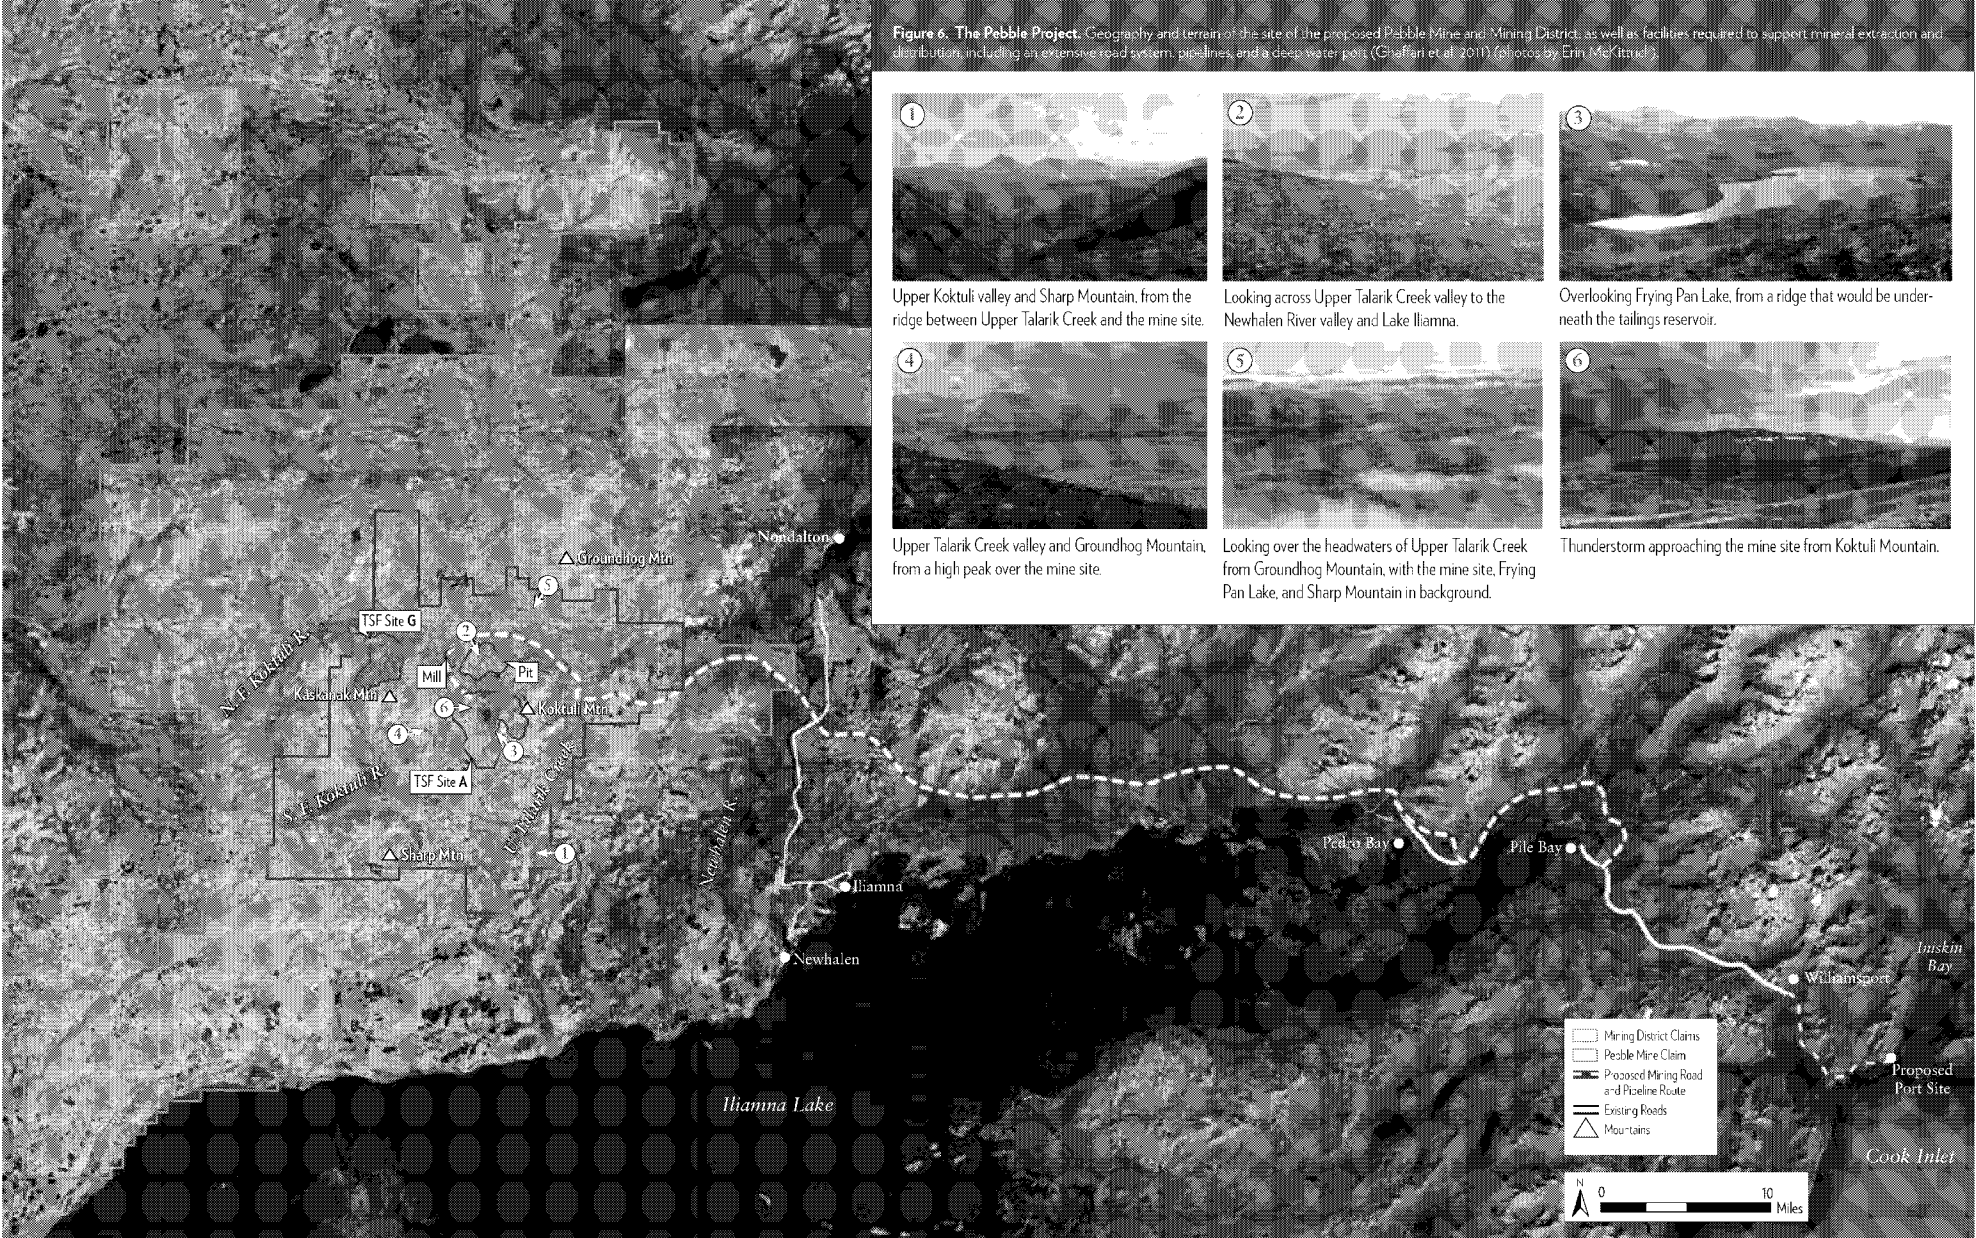 Figure 6. The Pebble Project. Geography and terrain of the site of the proposed Pebble Mine and Mining District, as well as facilities required to support mineral extraction and
distribution, including an extensive road system, pipelines, and a deep water port (Ghaffari et al. 2011) (photos by Erin McKittrick).
1
2
3
Upper Koktuli valley and Sharp Mountain, from the
ridge between Upper Talarik Creek and the mine site.
Looking across Upper Talarik Creek valley to the
Newhalen River valley and Lake Iliamna.
Overlooking Frying Pan Lake, from a ridge that would be under-
neath the tailings reservoir.
4
5
6
Upper Talarik Creek valley and Groundhog Mountain,
from a high peak over the mine site.
Looking over the headwaters of Upper Talarik Creek
from Groundhog Mountain, with the mine site, Frying
Pan Lake, and Sharp Mountain in background.
Thunderstorm approaching the mine site from Koktuli Mountain.
Nondalton
Groundhog Mtn
5
TSF Site G
2
N. F. Koktuli R.
Mill
Pit
Kaskanak Mtn
6
Koktuli Mtn
4
3
TSF Site A
S. F. Koktuli R.
U. Talarik Creek
Sharp Mtn
1
Newhalen R.
Iliamna
Newhalen
Pedro Bay
Pile Bay
Williamsport
Iniskin
Bay
Proposed
Port Site
Iliamna Lake
Cook Inlet
Mining District Claims
Pebble Mine Claim
Proposed Mining Road
and Pipeline Route
Existing Roads
Mountains
N
0 10
Miles